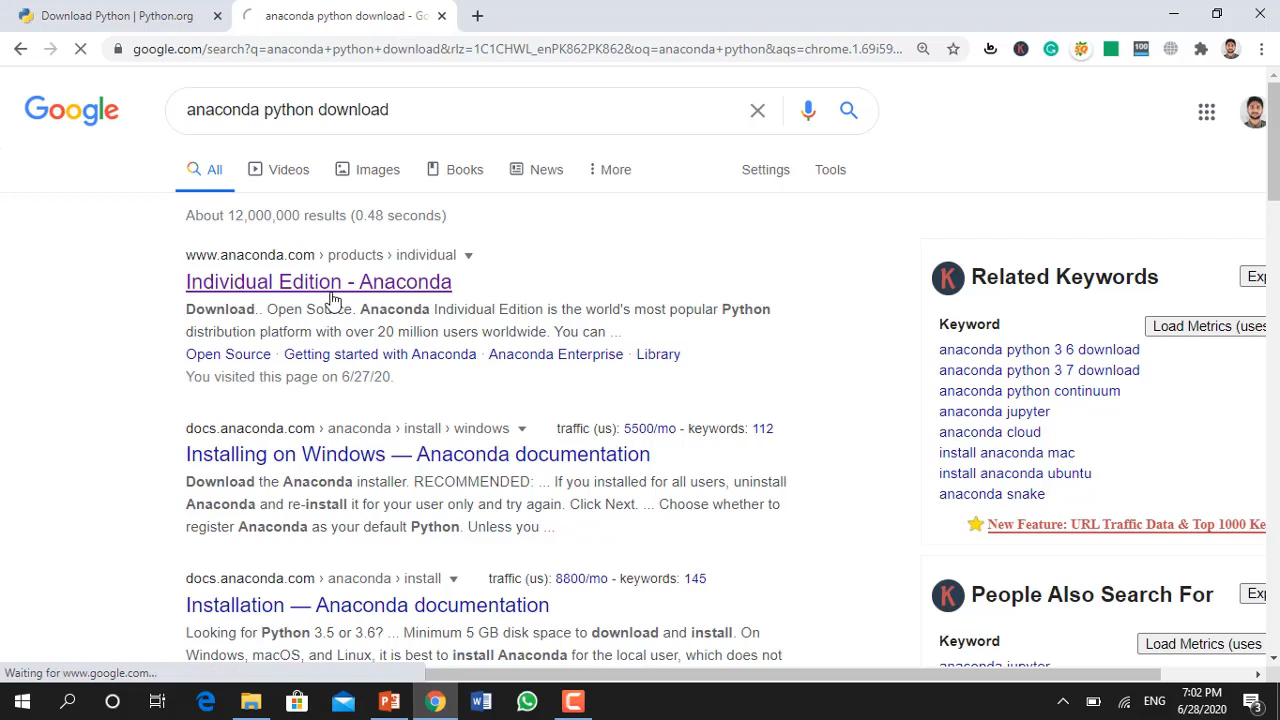 Download Python | Python.org
anaconda python download - Go
google.com/search?q=anaconda+python+download&rlz=1C1CHWL_enPK862PK862&oq=anaconda+python&aqs=chrome.1.69i59...
100
Google
anaconda python download
All Videos Images Books News More Settings Tools
About 12,000,000 results (0.48 seconds)
www.anaconda.com › products › individual
Individual Edition - Anaconda
Download.. Open Source. Anaconda Individual Edition is the world's most popular Python
distribution platform with over 20 million users worldwide. You can ...
Open Source · Getting started with Anaconda · Anaconda Enterprise · Library
You visited this page on 6/27/20.
docs.anaconda.com › anaconda › install › windows traffic (us): 5500/mo - keywords: 112
Installing on Windows — Anaconda documentation
Download the Anaconda installer. RECOMMENDED: ... If you installed for all users, uninstall
Anaconda and re-install it for your user only and try again. Click Next. ... Choose whether to
register Anaconda as your default Python. Unless you ...
docs.anaconda.com › anaconda › install traffic (us): 8800/mo - keywords: 145
Installation — Anaconda documentation
Looking for Python 3.5 or 3.6? ... Minimum 5 GB disk space to download and install. On
Windows, macOS, and Linux, it is best to install Anaconda for the local user, which does not
K Related Keywords Exp
Keyword Load Metrics (uses
anaconda python 3 6 download
anaconda python 3 7 download
anaconda python continuum
anaconda jupyter
anaconda cloud
install anaconda mac
install anaconda ubuntu
anaconda snake
New Feature: URL Traffic Data & Top 1000 Ke
K People Also Search For Exp
Keyword Load Metrics (uses
anaconda jupyter
Waiting for www.google.com...
ENG
7:02 PM
6/28/2020
3